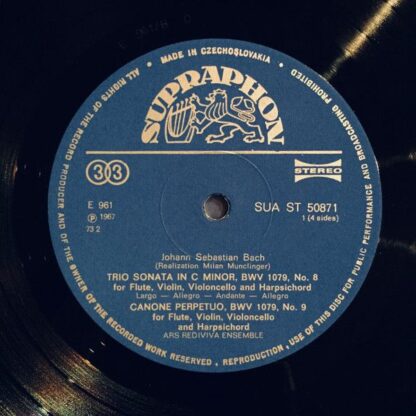 MADE IN CZECHOSLOVAKIA
ALL RIGHTS OF THE RECORD PRODUCER AND OF THE OWNER OF THE RECORDED WORK RESERVED . REPRODUCTION . USE OF THIS DISC FOR PUBLIC PERFORMANCE AND BROADCASTING PROHIBITED
SUPRAPHON
33
STEREO
E 961
SUA ST 50871
℗ 1967
1 (4 sides)
73 2
Johann Sebastian Bach
(Realization Milan Munclinger)
TRIO SONATA IN C MINOR, BWV 1079, No. 8
for Flute, Violin, Violoncello and Harpsichord
Largo — Allegro — Andante — Allegro
CANONE PERPETUO, BWV 1079, No. 9
for Flute, Violin, Violoncello
and Harpsichord
ARS REDIVIVA ENSEMBLE